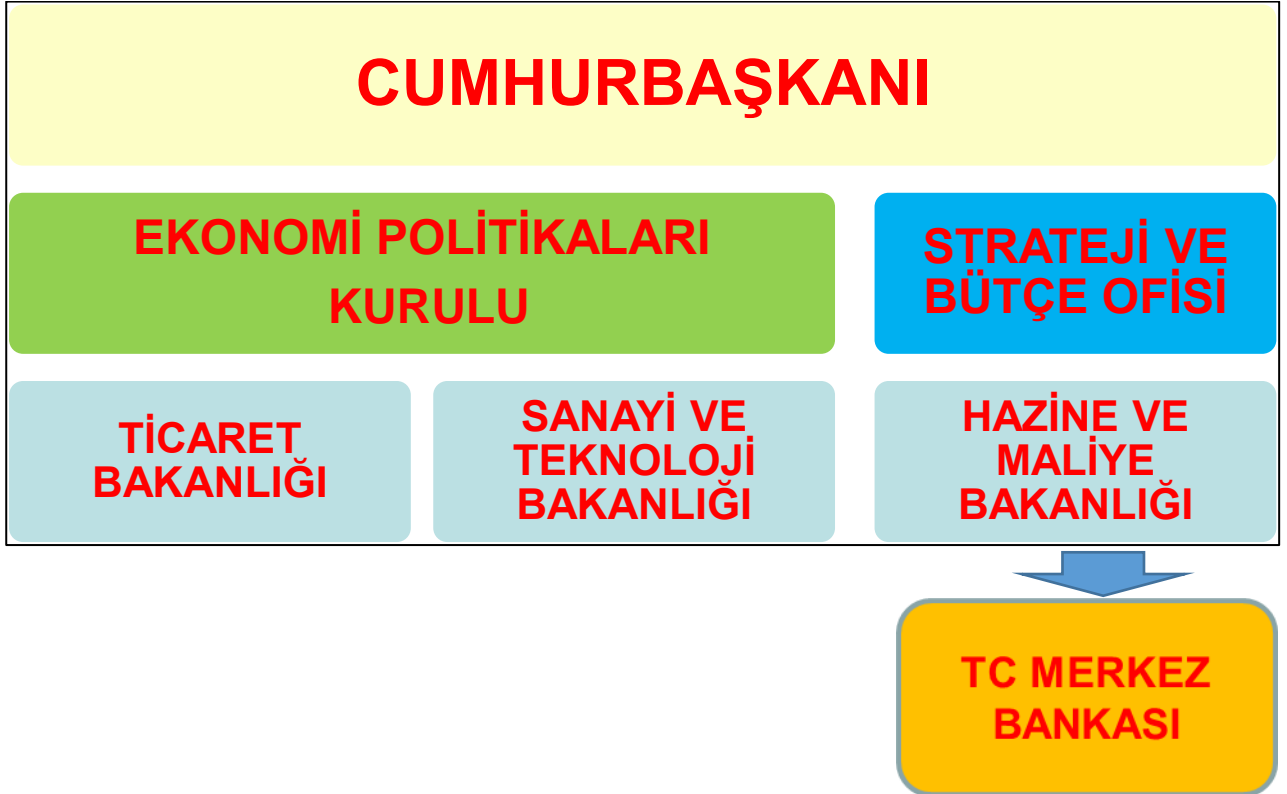 CUMHURBAŞKANI
EKONOMİ POLİTİKALARI
KURULU
STRATEJİ VE
BÜTÇE OFİSİ
TİCARET
BAKANLIĞI
SANAYİ VE
TEKNOLOJİ
BAKANLIĞI
HAZİNE VE
MALİYE
BAKANLIĞI
TC MERKEZ
BANKASI